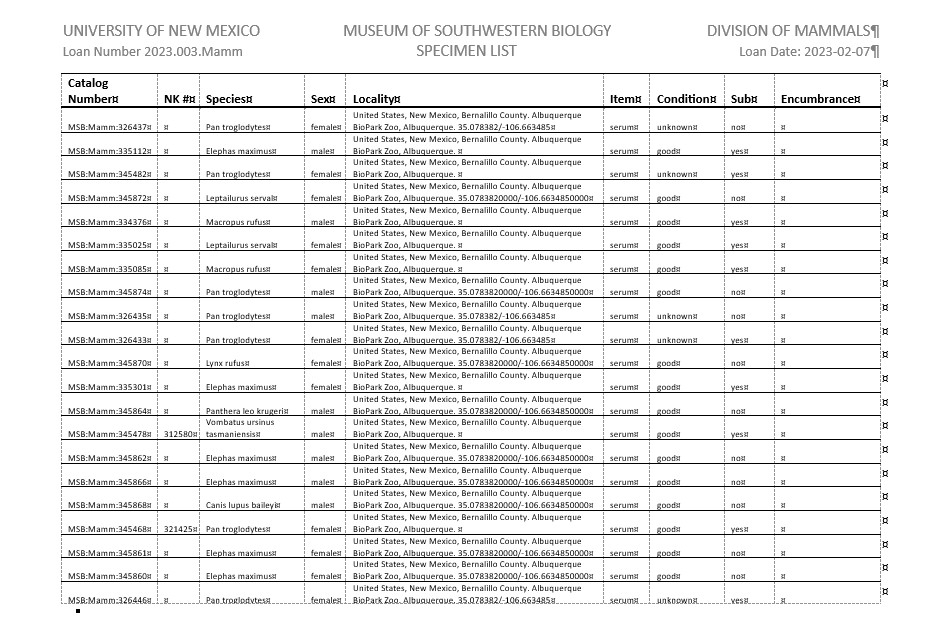 UNIVERSITY OF NEW MEXICO MUSEUM OF SOUTHWESTERN BIOLOGY DIVISION OF MAMMALS¶
Loan Number 2023.003.Mamm SPECIMEN LIST Loan Date: 2023-02-07¶
Catalog
Number¤ NK #¤ Species¤ Sex¤ Locality¤ Item¤ Condition¤ Sub¤ Encumbrance¤ ¤
United States, New Mexico, Bernalillo County. Albuquerque
MSB:Mamm:326437¤ ¤ Pan troglodytes¤ female¤ BioPark Zoo, Albuquerque. 35.078382/-106.663485¤ serum¤ unknown¤ no¤ ¤ ¤
United States, New Mexico, Bernalillo County. Albuquerque
MSB:Mamm:335112¤ ¤ Elephas maximus¤ male¤ BioPark Zoo, Albuquerque. ¤ serum¤ good¤ yes¤ ¤ ¤
United States, New Mexico, Bernalillo County. Albuquerque
MSB:Mamm:345482¤ ¤ Pan troglodytes¤ female¤ BioPark Zoo, Albuquerque. ¤ serum¤ unknown¤ yes¤ ¤ ¤
United States, New Mexico, Bernalillo County. Albuquerque
MSB:Mamm:345872¤ ¤ Leptailurus serval¤ female¤ BioPark Zoo, Albuquerque. 35.0783820000/-106.6634850000¤ serum¤ good¤ no¤ ¤ ¤
United States, New Mexico, Bernalillo County. Albuquerque
MSB:Mamm:334376¤ ¤ Macropus rufus¤ male¤ BioPark Zoo, Albuquerque. ¤ serum¤ good¤ yes¤ ¤ ¤
United States, New Mexico, Bernalillo County. Albuquerque
MSB:Mamm:335025¤ ¤ Leptailurus serval¤ female¤ BioPark Zoo, Albuquerque. ¤ serum¤ good¤ yes¤ ¤ ¤
United States, New Mexico, Bernalillo County. Albuquerque
MSB:Mamm:335085¤ ¤ Macropus rufus¤ female¤ BioPark Zoo, Albuquerque. ¤ serum¤ good¤ yes¤ ¤ ¤
United States, New Mexico, Bernalillo County. Albuquerque
MSB:Mamm:345874¤ ¤ Pan troglodytes¤ male¤ BioPark Zoo, Albuquerque. 35.0783820000/-106.6634850000¤ serum¤ good¤ no¤ ¤ ¤
United States, New Mexico, Bernalillo County. Albuquerque
MSB:Mamm:326435¤ ¤ Pan troglodytes¤ male¤ BioPark Zoo, Albuquerque. 35.078382/-106.663485¤ serum¤ unknown¤ no¤ ¤ ¤
United States, New Mexico, Bernalillo County. Albuquerque
MSB:Mamm:326433¤ ¤ Pan troglodytes¤ female¤ BioPark Zoo, Albuquerque. 35.078382/-106.663485¤ serum¤ unknown¤ yes¤ ¤ ¤
United States, New Mexico, Bernalillo County. Albuquerque
MSB:Mamm:345870¤ ¤ Lynx rufus¤ female¤ BioPark Zoo, Albuquerque. 35.0783820000/-106.6634850000¤ serum¤ good¤ no¤ ¤ ¤
United States, New Mexico, Bernalillo County. Albuquerque
MSB:Mamm:335301¤ ¤ Elephas maximus¤ female¤ BioPark Zoo, Albuquerque. ¤ serum¤ good¤ yes¤ ¤ ¤
United States, New Mexico, Bernalillo County. Albuquerque
MSB:Mamm:345864¤ ¤ Panthera leo krugeri¤ male¤ BioPark Zoo, Albuquerque. 35.0783820000/-106.6634850000¤ serum¤ good¤ no¤ ¤ ¤
Vombatus ursinus United States, New Mexico, Bernalillo County. Albuquerque
MSB:Mamm:345478¤ 312580¤ tasmaniensis¤ male¤ BioPark Zoo, Albuquerque. ¤ serum¤ good¤ yes¤ ¤ ¤
United States, New Mexico, Bernalillo County. Albuquerque
MSB:Mamm:345862¤ ¤ Elephas maximus¤ male¤ BioPark Zoo, Albuquerque. 35.0783820000/-106.6634850000¤ serum¤ good¤ no¤ ¤ ¤
United States, New Mexico, Bernalillo County. Albuquerque
MSB:Mamm:345866¤ ¤ Elephas maximus¤ male¤ BioPark Zoo, Albuquerque. 35.0783820000/-106.6634850000¤ serum¤ good¤ no¤ ¤ ¤
United States, New Mexico, Bernalillo County. Albuquerque
MSB:Mamm:345868¤ ¤ Canis lupus baileyi¤ male¤ BioPark Zoo, Albuquerque. 35.0783820000/-106.6634850000¤ serum¤ good¤ no¤ ¤ ¤
United States, New Mexico, Bernalillo County. Albuquerque
MSB:Mamm:345468¤ 321425¤ Pan troglodytes¤ female¤ BioPark Zoo, Albuquerque. ¤ serum¤ good¤ yes¤ ¤ ¤
United States, New Mexico, Bernalillo County. Albuquerque
MSB:Mamm:345861¤ ¤ Elephas maximus¤ female¤ BioPark Zoo, Albuquerque. 35.0783820000/-106.6634850000¤ serum¤ good¤ no¤ ¤ ¤
United States, New Mexico, Bernalillo County. Albuquerque
MSB:Mamm:345860¤ ¤ Elephas maximus¤ female¤ BioPark Zoo, Albuquerque. 35.0783820000/-106.6634850000¤ serum¤ good¤ no¤ ¤ ¤
United States, New Mexico, Bernalillo County. Albuquerque
MSB:Mamm:326446¤ ¤ Pan troglodytes¤ female¤ BioPark Zoo, Albuquerque. 35.078382/-106.663485¤ serum¤ unknown¤ yes¤ ¤ ¤